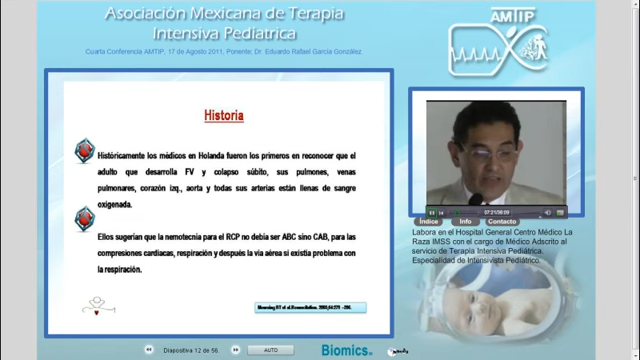 Asociación Mexicana de Terapia
Intensiva Pediatrica
Cuarta Conferencia AMTIP, 17 de Agosto 2011, Ponente: Dr. Eduardo Rafael García González.
AMTIP
Historia
Históricamente los médicos en Holanda fueron los primeros en reconocer que el
adulto que desarrolla FV y colapso súbito, sus pulmones, venas
pulmonares, corazón izq., aorta y todas sus arterias están llenas de sangre
oxigenada.
Ellos sugerían que la nemotecnia para el RCP no debía ser ABC sino CAB, para las
compresiones cardiacas, respiración y después la vía aérea si existía problema con
la respiración.
07:21/56:09
Índice
Info
Contacto
Labora en el Hospital General Centro Médico La
Raza IMSS con el cargo de Médico Adscrito al
servicio de Terapia Intensiva Pediátrica.
Especialidad de Intensivista Pediátrico.
Diapositiva 12 de 56.
AUTO
Biomics